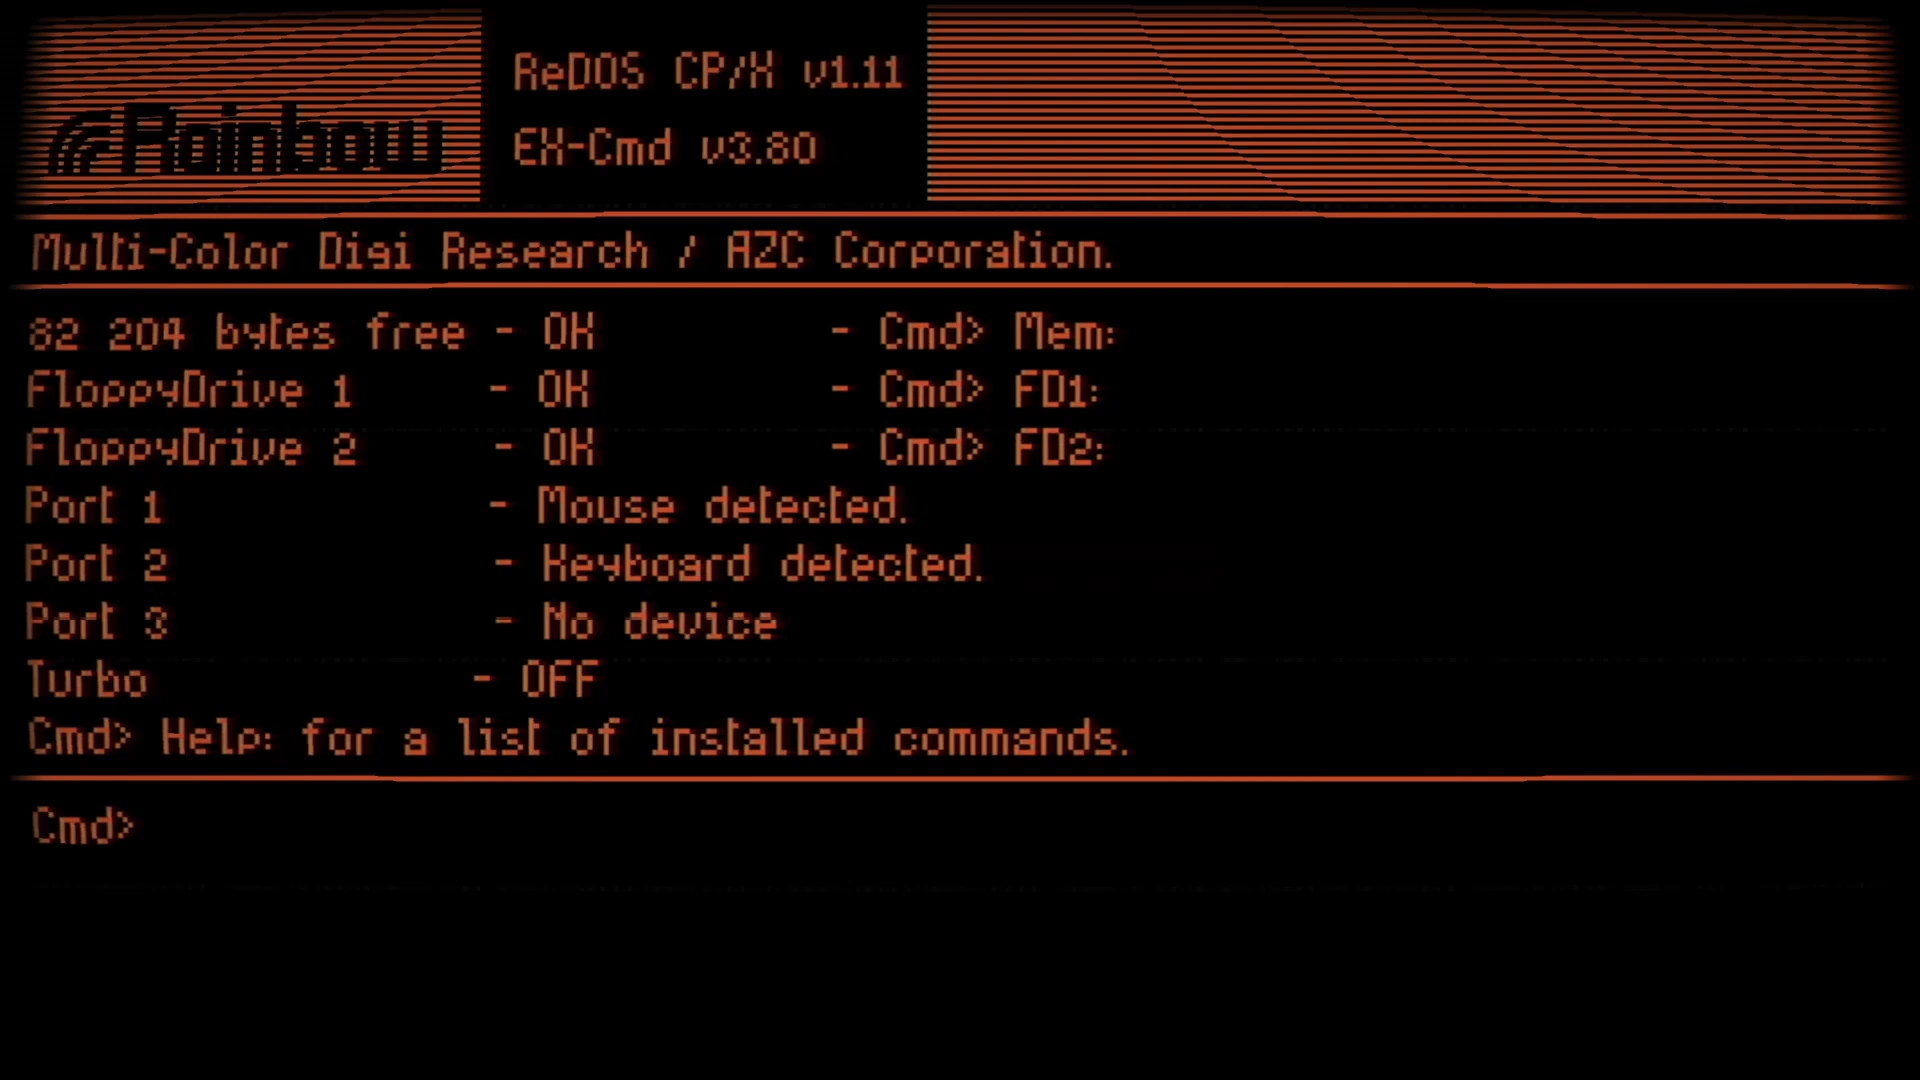 Rainbow
ReDOS CP/X v1.11
EX-Cmd v3.80
Multi-Color Digi Research / AZC Corporation.
82 204 bytes free - OK - Cmd> Mem:
FloppyDrive 1 - OK - Cmd> FD1:
FloppyDrive 2 - OK - Cmd> FD2:
Port 1 - Mouse detected.
Port 2 - Keyboard detected.
Port 3 - No device
Turbo - OFF
Cmd> Help: for a list of installed commands.
Cmd>